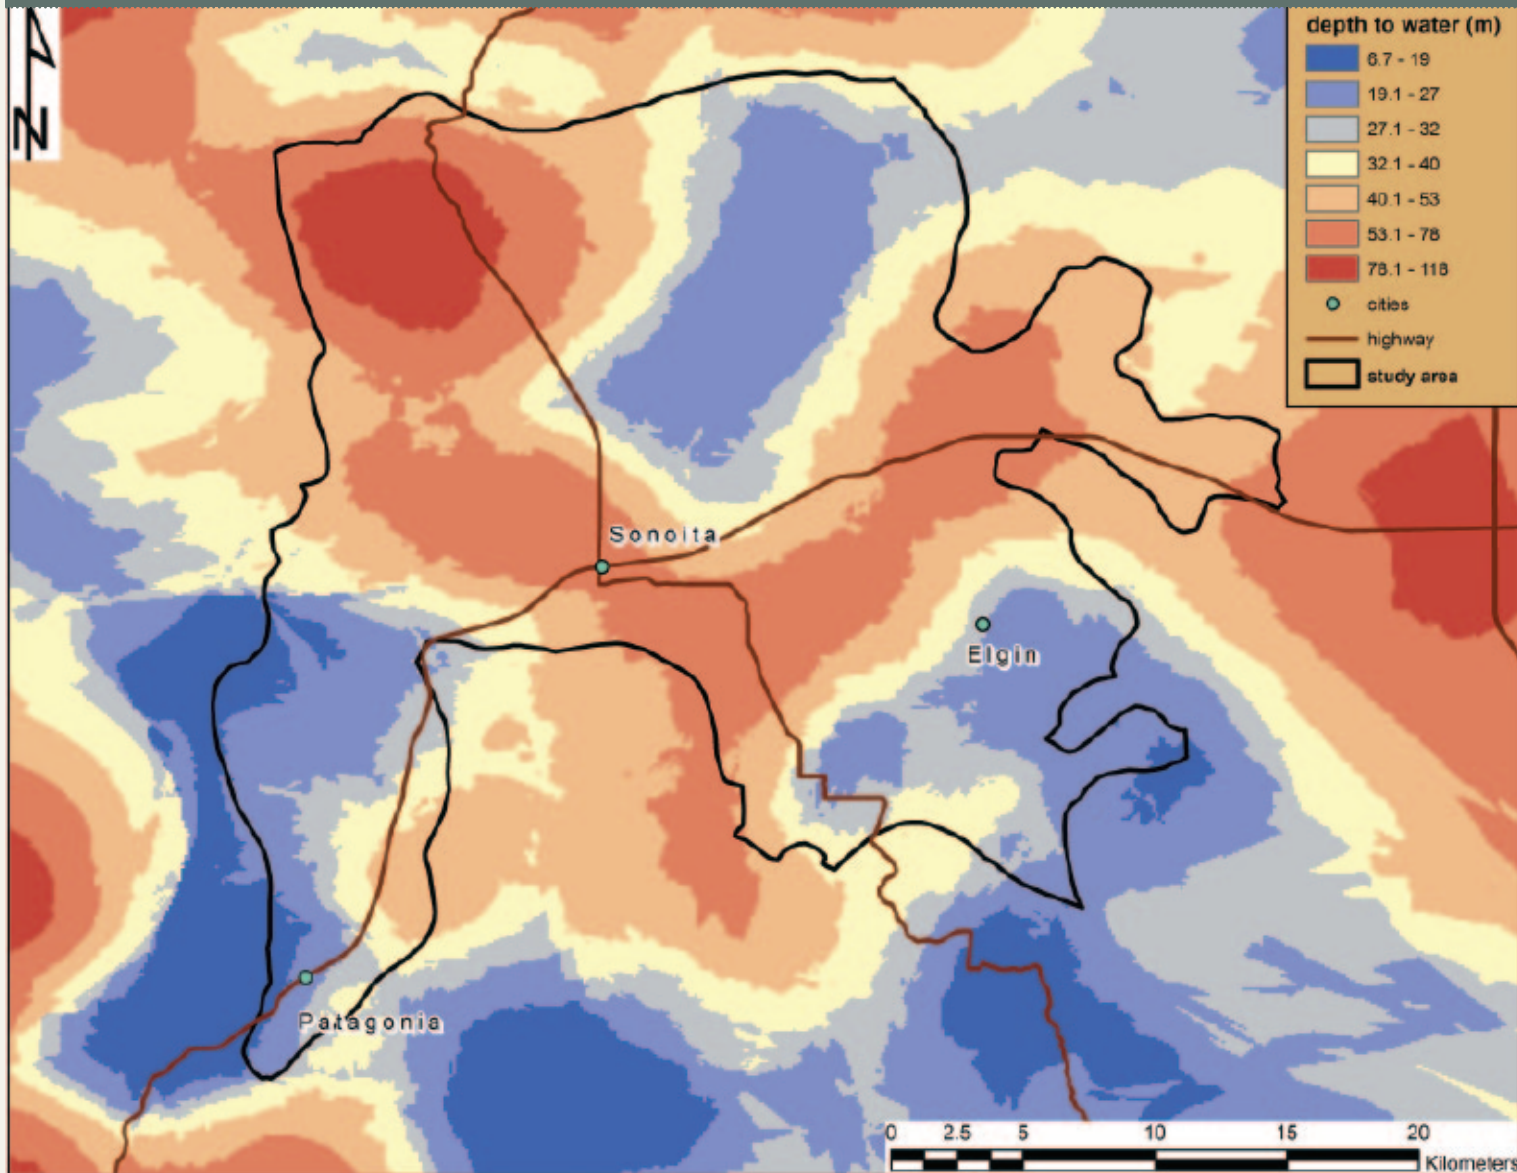 N
depth to water (m)
6.7 - 19
19.1 - 27
27.1 - 32
32.1 - 40
40.1 - 53
53.1 - 78
78.1 - 118
cities
highway
study area
Sonoita
Elgin
Patagonia
0 2.5 5 10 15 20
Kilometers